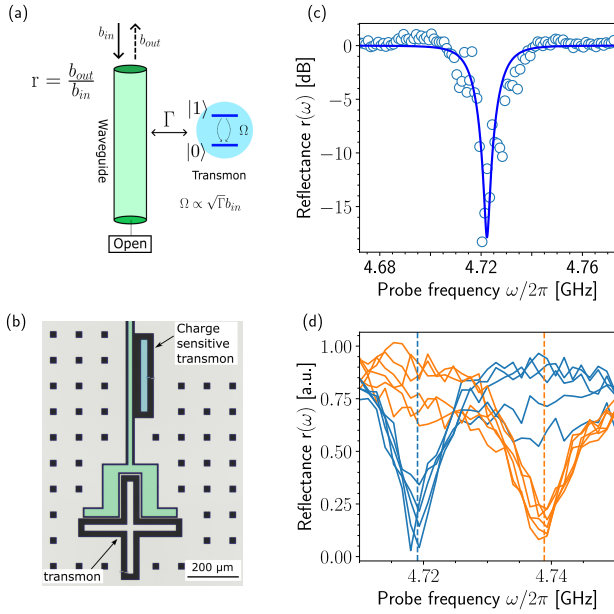 (a)
b_in
b_out
r = b_out / b_in
Waveguide
Γ
|1⟩
Ω
|0⟩
Transmon
Ω ∝ √Γ b_in
Open
(b)
Charge
sensitive
transmon
transmon
200 μm
(c)
Reflectance r(ω) [dB]
0
−5
−10
−15
4.68
4.72
4.76
Probe frequency ω/2π [GHz]
(d)
Reflectance r(ω) [a.u.]
1.00
0.75
0.50
0.25
0.00
4.72
4.74
Probe frequency ω/2π [GHz]